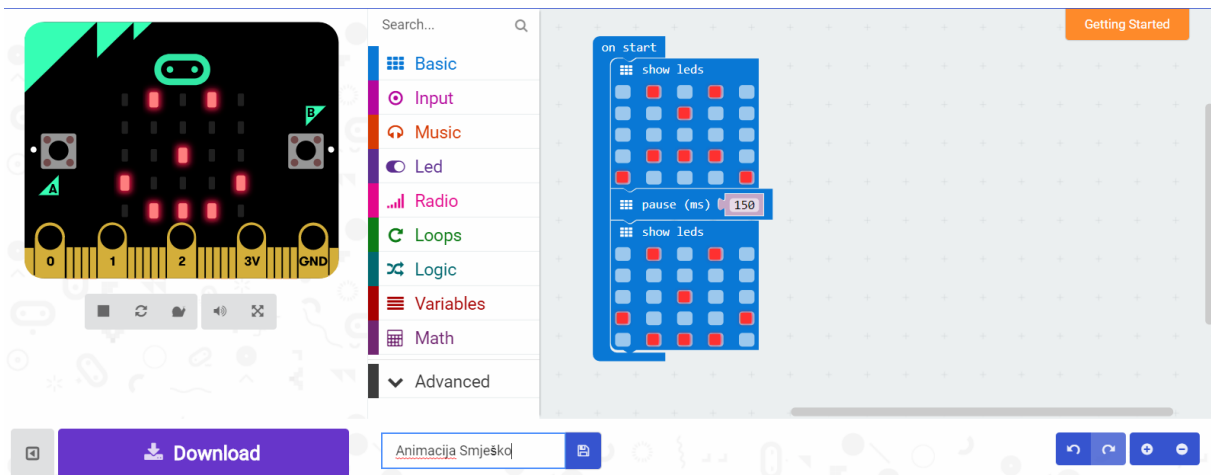 B
A
0
1
2
3V
GND
Download
Search...
Basic
Input
Music
Led
Radio
Loops
Logic
Variables
Math
Advanced
Animacija Smješko
on start
show leds
pause (ms) 150
show leds
Getting Started